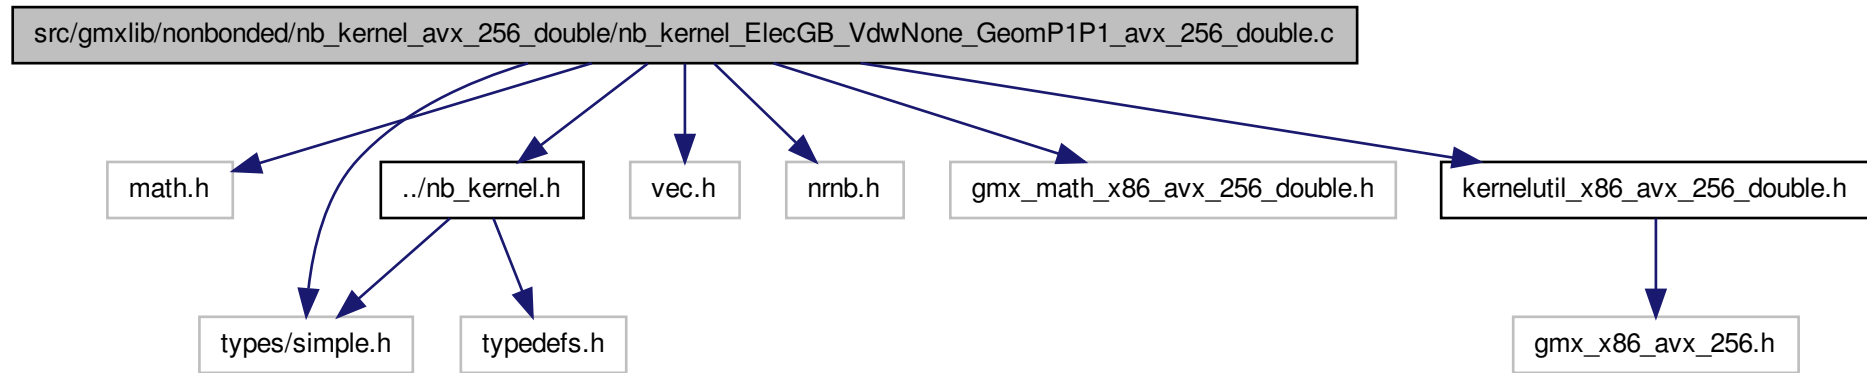 src/gmxlib/nonbonded/nb_kernel_avx_256_double/nb_kernel_ElecGB_VdwNone_GeomP1P1_avx_256_double.c
math.h
../nb_kernel.h
vec.h
nrnb.h
gmx_math_x86_avx_256_double.h
kernelutil_x86_avx_256_double.h
types/simple.h
typedefs.h
gmx_x86_avx_256.h